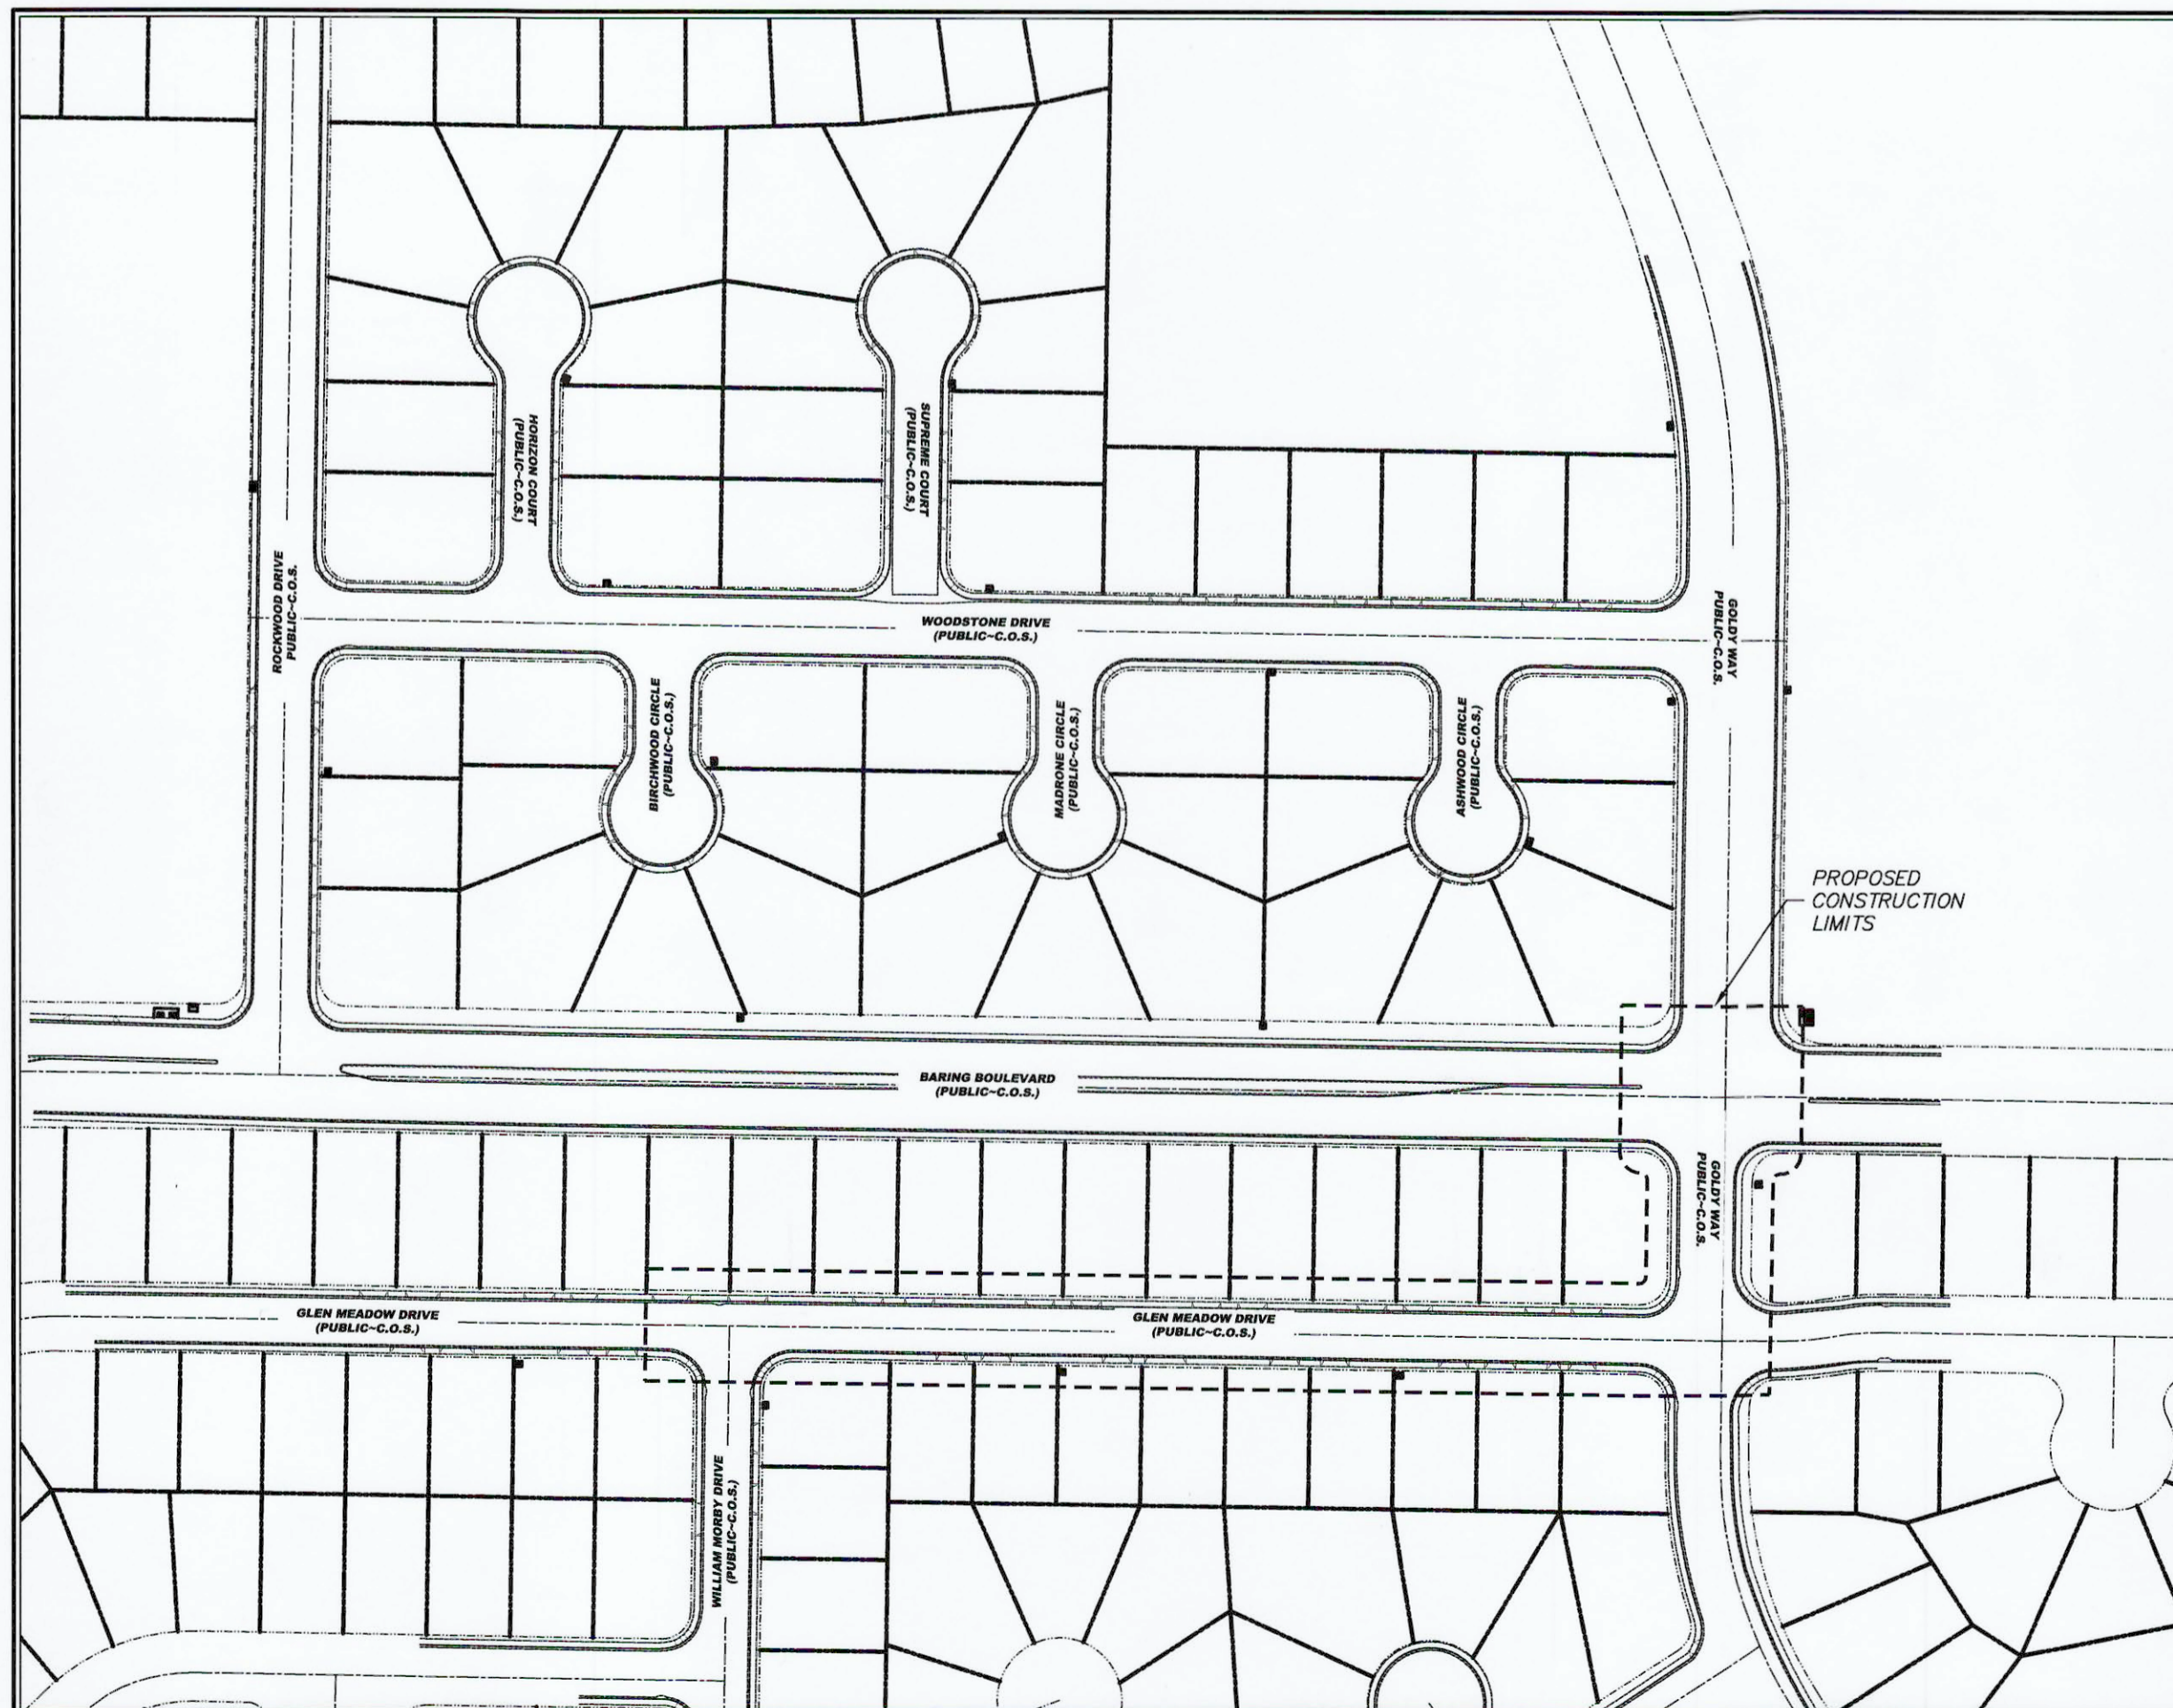 HORIZON COURT
(PUBLIC~C.O.S.)
SUPREME COURT
(PUBLIC~C.O.S.)
ROCKWOOD DRIVE
PUBLIC~C.O.S.
WOODSTONE DRIVE
(PUBLIC~C.O.S.)
GOLDY WAY
PUBLIC~C.O.S.
BIRCHWOOD CIRCLE
(PUBLIC~C.O.S.)
MADRONE CIRCLE
(PUBLIC~C.O.S.)
ASHWOOD CIRCLE
(PUBLIC~C.O.S.)
PROPOSED
CONSTRUCTION
LIMITS
BARING BOULEVARD
(PUBLIC~C.O.S.)
GOLDY WAY
PUBLIC~C.O.S.
GLEN MEADOW DRIVE
(PUBLIC~C.O.S.)
GLEN MEADOW DRIVE
(PUBLIC~C.O.S.)
WILLIAM MORBY DRIVE
(PUBLIC~C.O.S.)